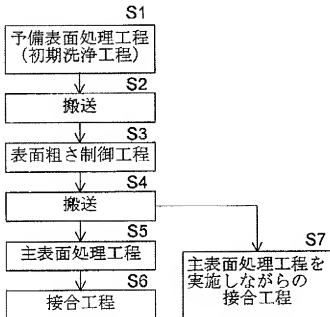 S1
予備表面処理工程
(初期洗浄工程)
S2
搬送
S3
表面粗さ制御工程
S4
搬送
S5
主表面処理工程
S6
接合工程
S7
主表面処理工程を
実施しながらの
接合工程